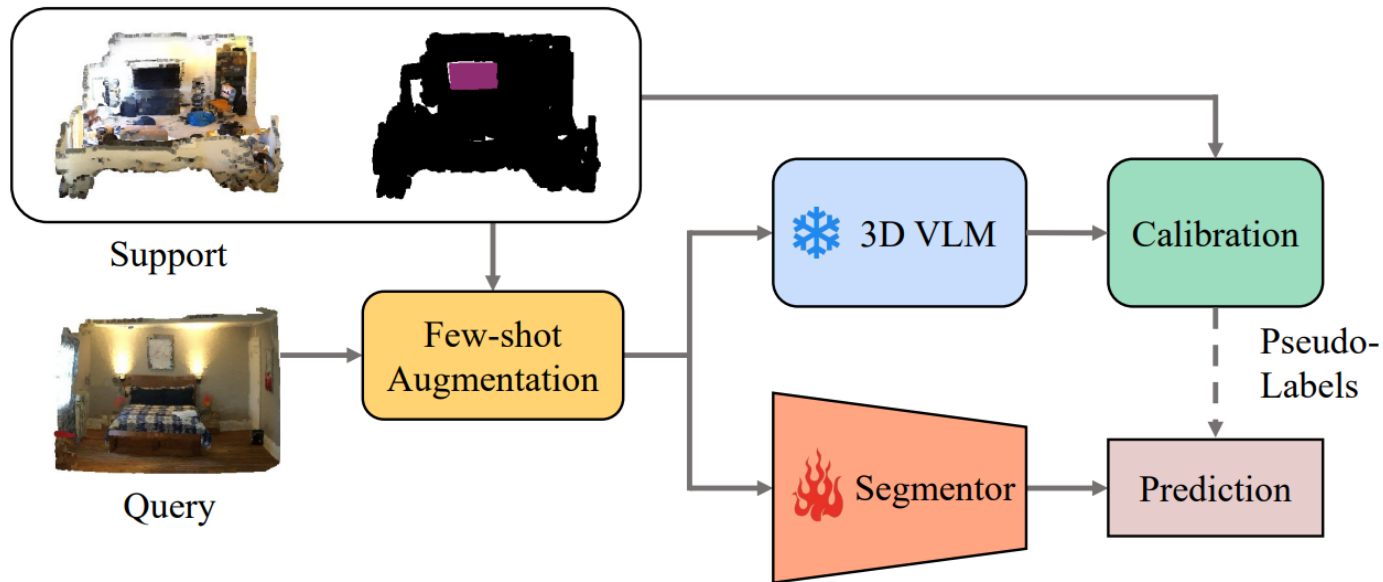 Support
Query
Few-shot
Augmentation
3D VLM
Calibration
Pseudo-
Labels
Segmentor
Prediction